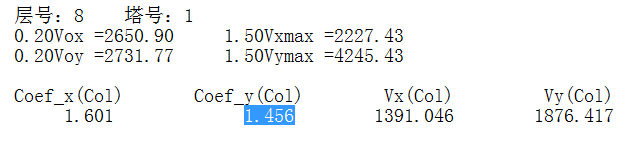 层号：8 塔号：1
0.20Vox =2650.90 1.50Vxmax =2227.43
0.20Voy =2731.77 1.50Vymax =4245.43
Coef_x(Col) Coef_y(Col) Vx(Col) Vy(Col)
1.601 1.456 1391.046 1876.417